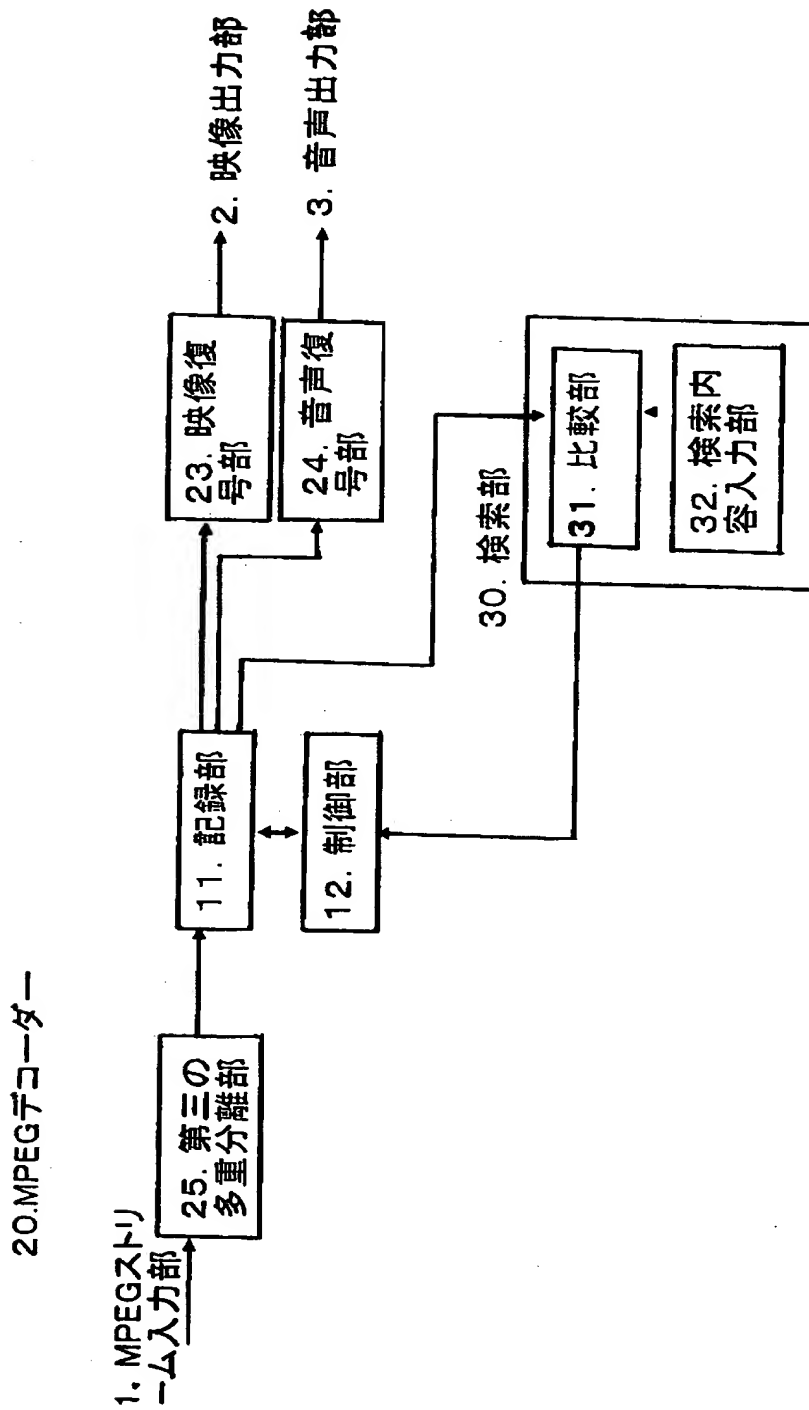 20.MPEGデコーダー
1. MPEGストリ
ーム入力部
25. 第三の
多重分離部
11. 記録部
12. 制御部
23. 映像復
号部
24. 音声復
号部
2. 映像出力部
3. 音声出力部
30. 検索部
31. 比較部
32. 検索内
容入力部